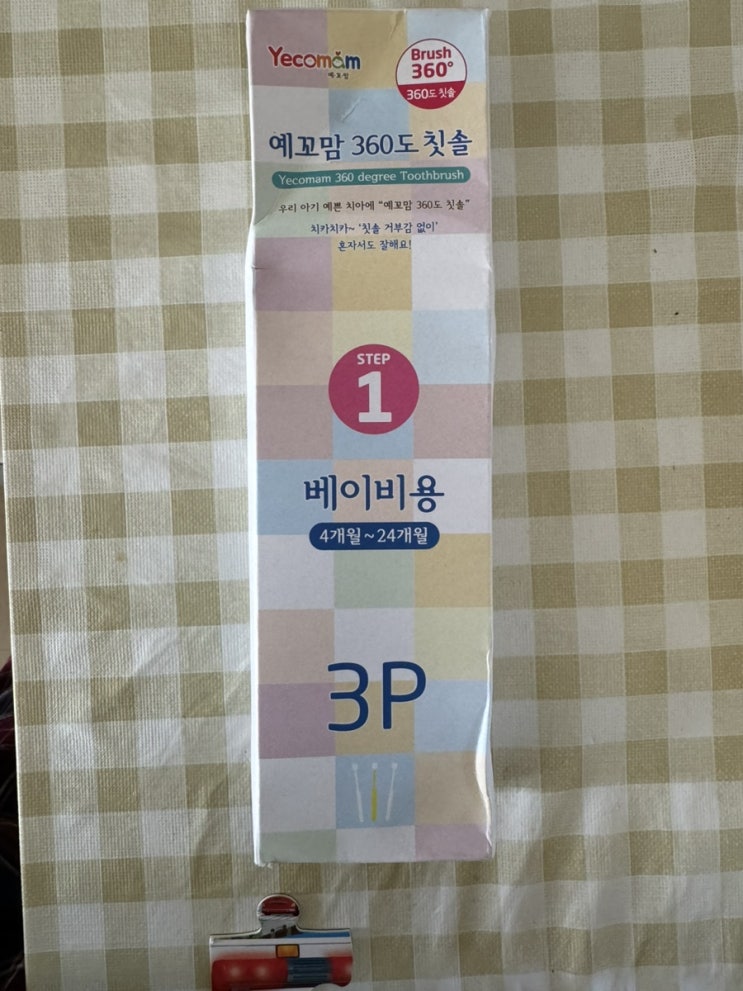 Yecomam
예꼬맘
Brush
360°
360도 칫솔
예꼬맘 360도 칫솔
Yecomam 360 degree Toothbrush
우리 아기 예쁜 치아에 "예꼬맘 360도 칫솔"
치카치카~ '칫솔 거부감 없이'
혼자서도 잘해요!
STEP
1
베이비용
4개월~24개월
3P